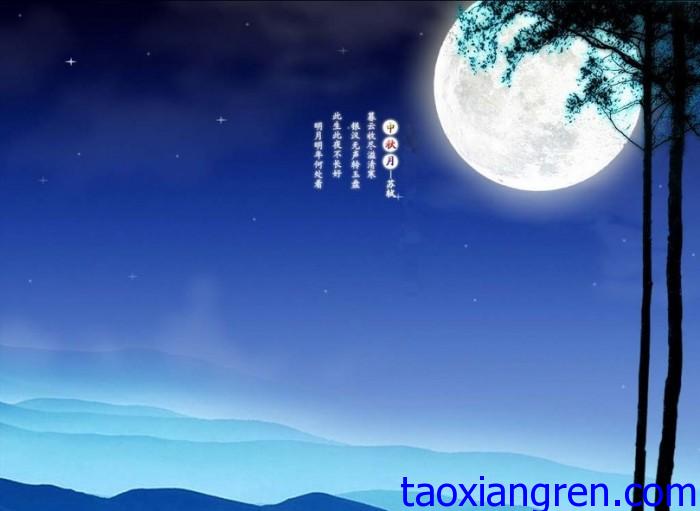 中秋月—苏轼
暮云收尽溢清寒
银汉无声转玉盘
此生此夜不长好
明月明年何处看
taoxiangren.com